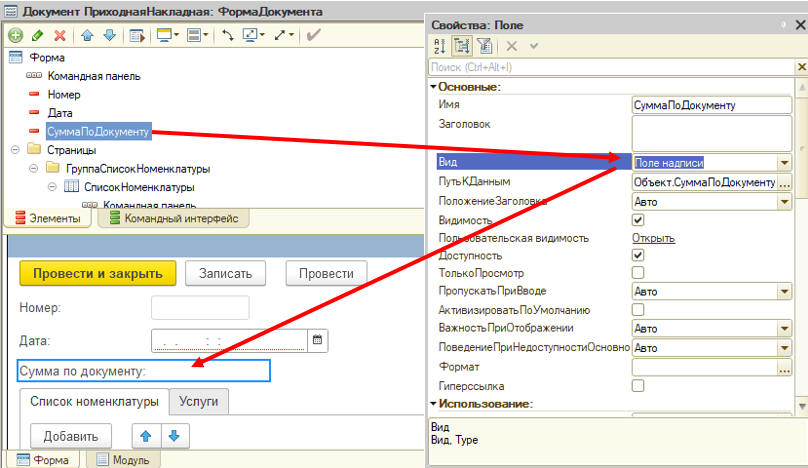 Документ ПриходнаяНакладная: ФормаДокумента
Форма
Командная панель
Номер
Дата
СуммаПоДокументу
Страницы
ГруппаСписокНоменклатуры
СписокНоменклатуры
Командная панель
Элементы
Командный интерфейс
Провести и закрыть
Записать
Провести
Номер:
Дата:
. . : :
Сумма по документу:
Список номенклатуры
Услуги
Добавить
Форма
Модуль
Свойства: Поле
Поиск (Ctrl+Alt+I)
Основные:
Имя СуммаПоДокументу
Заголовок
Вид Поле надписи
ПутьКДанным Объект.СуммаПоДокументу ...
ПоложениеЗаголовка Авто
Видимость
Пользовательская видимость Открыть
Доступность
ТолькоПросмотр
ПропускатьПриВводе Авто
АктивизироватьПоУмолчанию
ВажностьПриОтображении Авто
ПоведениеПриНедоступностиОсновно Авто
Формат ...
Гиперссылка
Использование:
Вид
Вид, Type